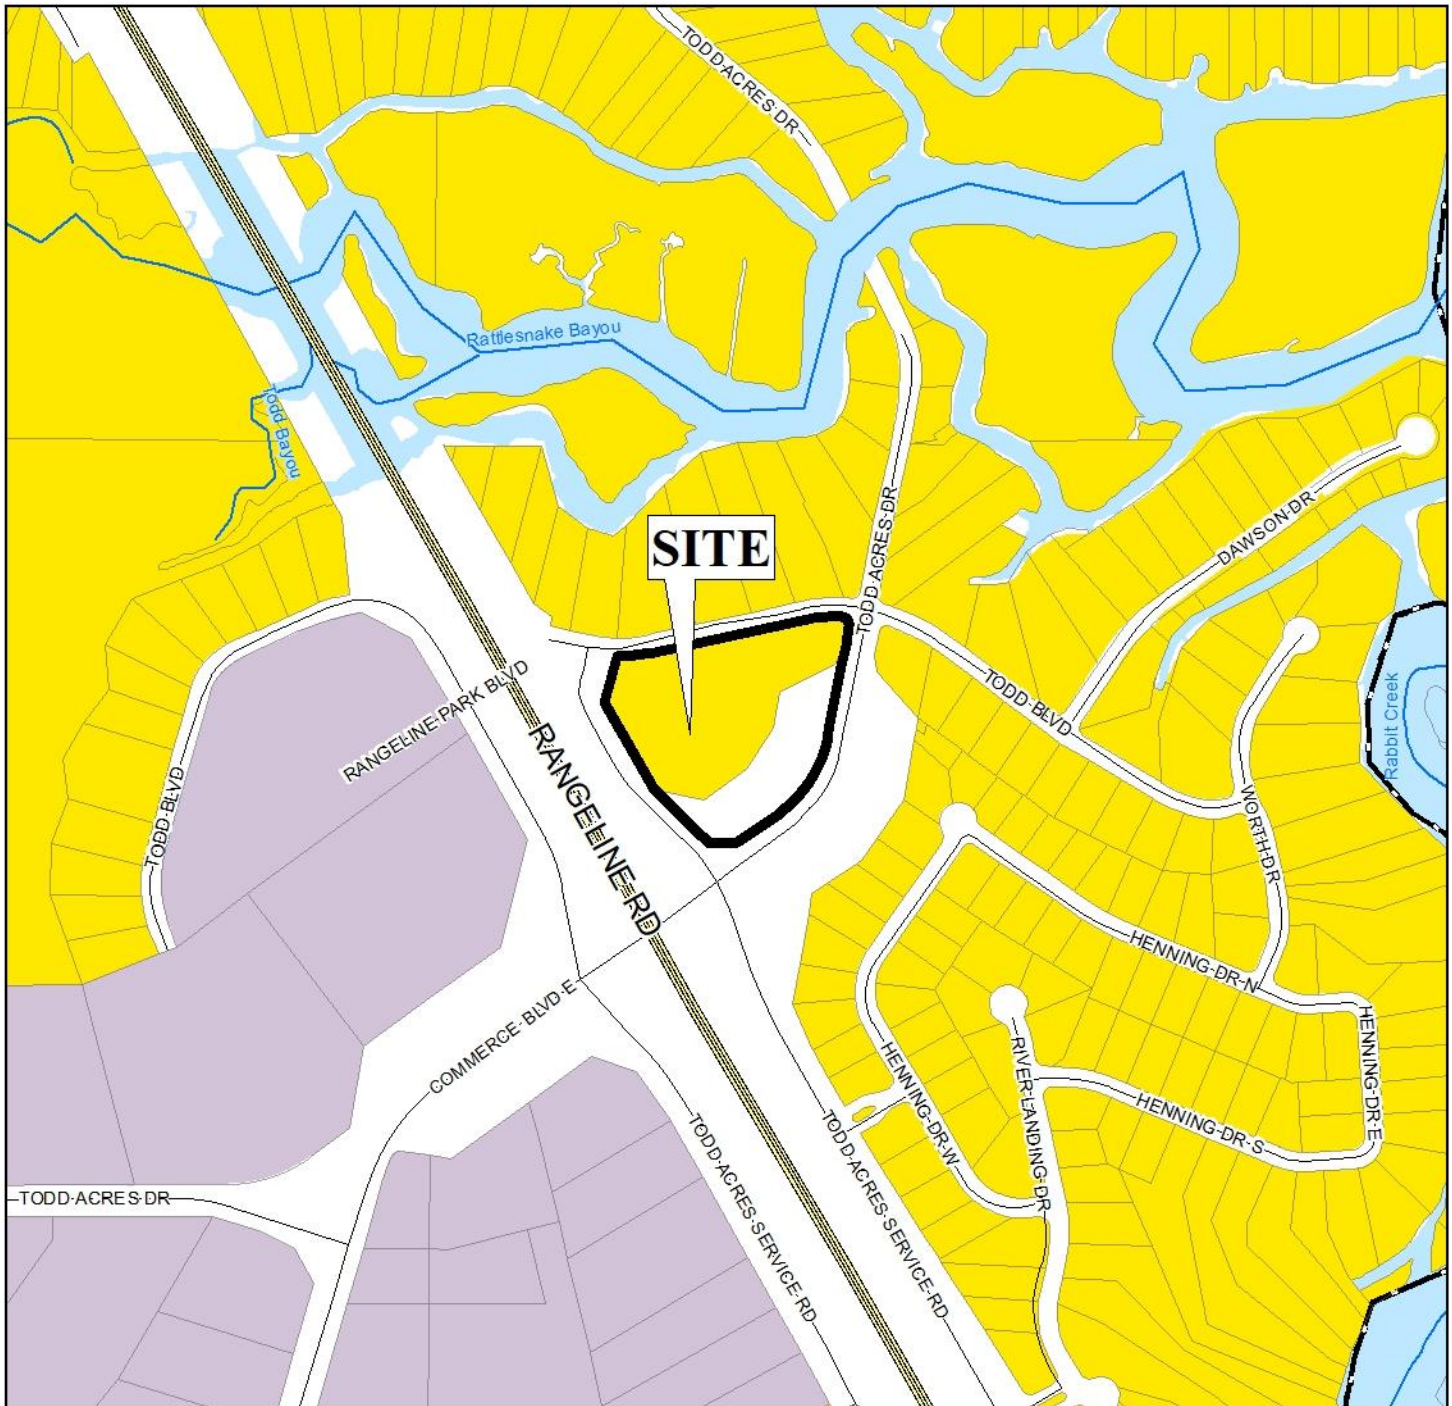 TODD ACRES DR
Rattlesnake Bayou
Todd Bayou
TODD ACRES DR
DAWSON DR
SITE
RANGELINE PARK BLVD
TODD BLVD
Rabbit Creek
TODD BLVD
RANGELINE RD
WORTH DR
HENNING DR N
COMMERCE BLVD E
HENNING DR W
RIVER LANDING DR
HENNING DR E
HENNING DR S
TODD ACRES DR
TODD ACRES SERVICE RD
TODD ACRES SERVICE RD